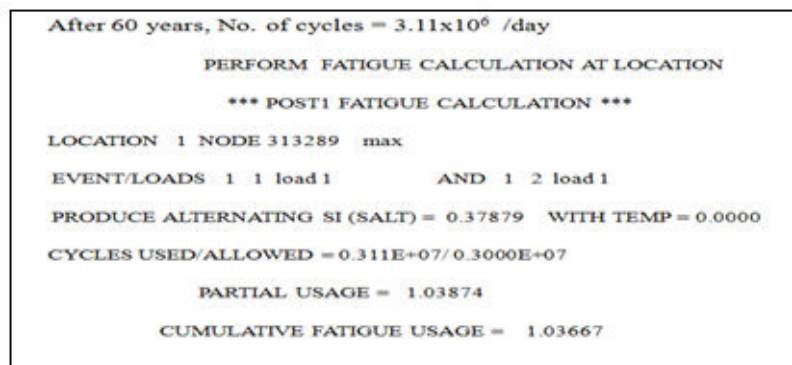 After 60 years, No. of cycles = 3.11x10⁶ /day
PERFORM FATIGUE CALCULATION AT LOCATION
*** POST1 FATIGUE CALCULATION ***
LOCATION 1 NODE 313289 max
EVENT/LOADS 1 1 load 1 AND 1 2 load 1
PRODUCE ALTERNATING SI (SALT) = 0.37879 WITH TEMP = 0.0000
CYCLES USED/ALLOWED = 0.311E+07/ 0.3000E+07
PARTIAL USAGE = 1.03874
CUMULATIVE FATIGUE USAGE = 1.03667